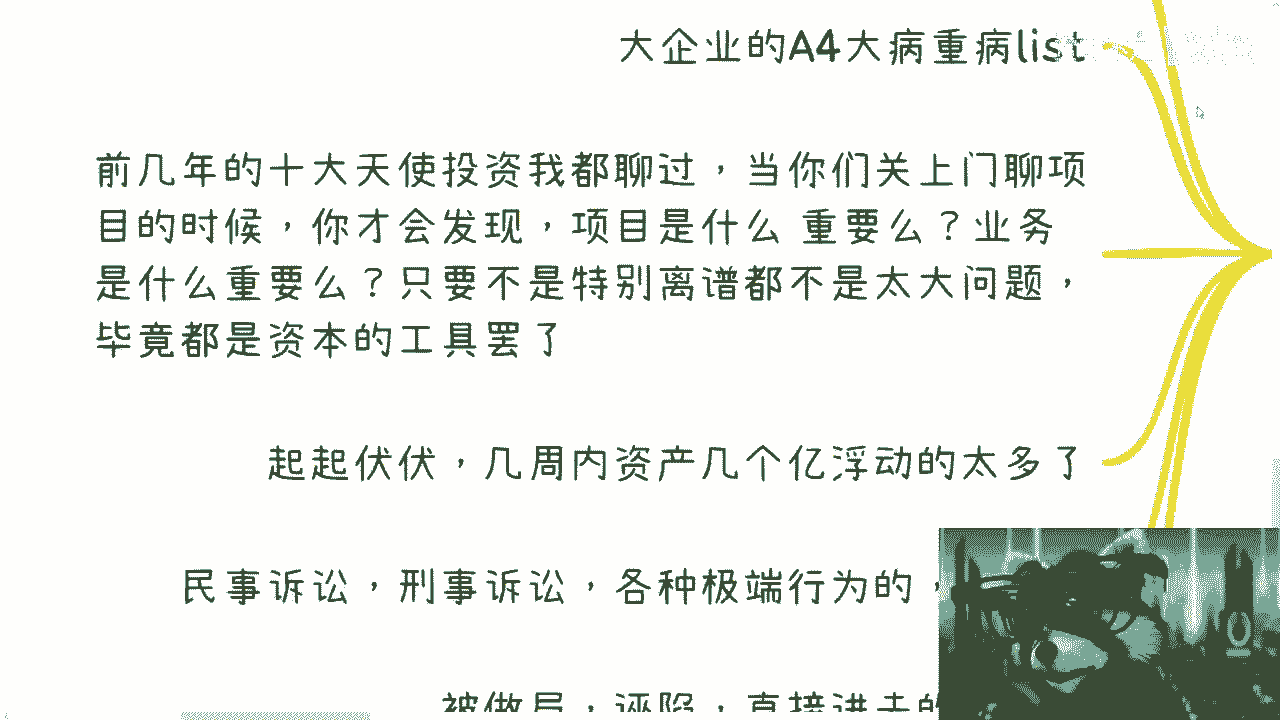 大企业的A4大病重病list
前几年的十大天使投资我都聊过，当你们关上门聊项
目的时候，你才会发现，项目是什么 重要么？业务
是什么重要么？只要不是特别离谱都不是太大问题，
毕竟都是资本的工具罢了
起起伏伏，几周内资产几个亿浮动的太多了
民事诉讼，刑事诉讼，各种极端行为的，
被做局，诬陷，直接进去的